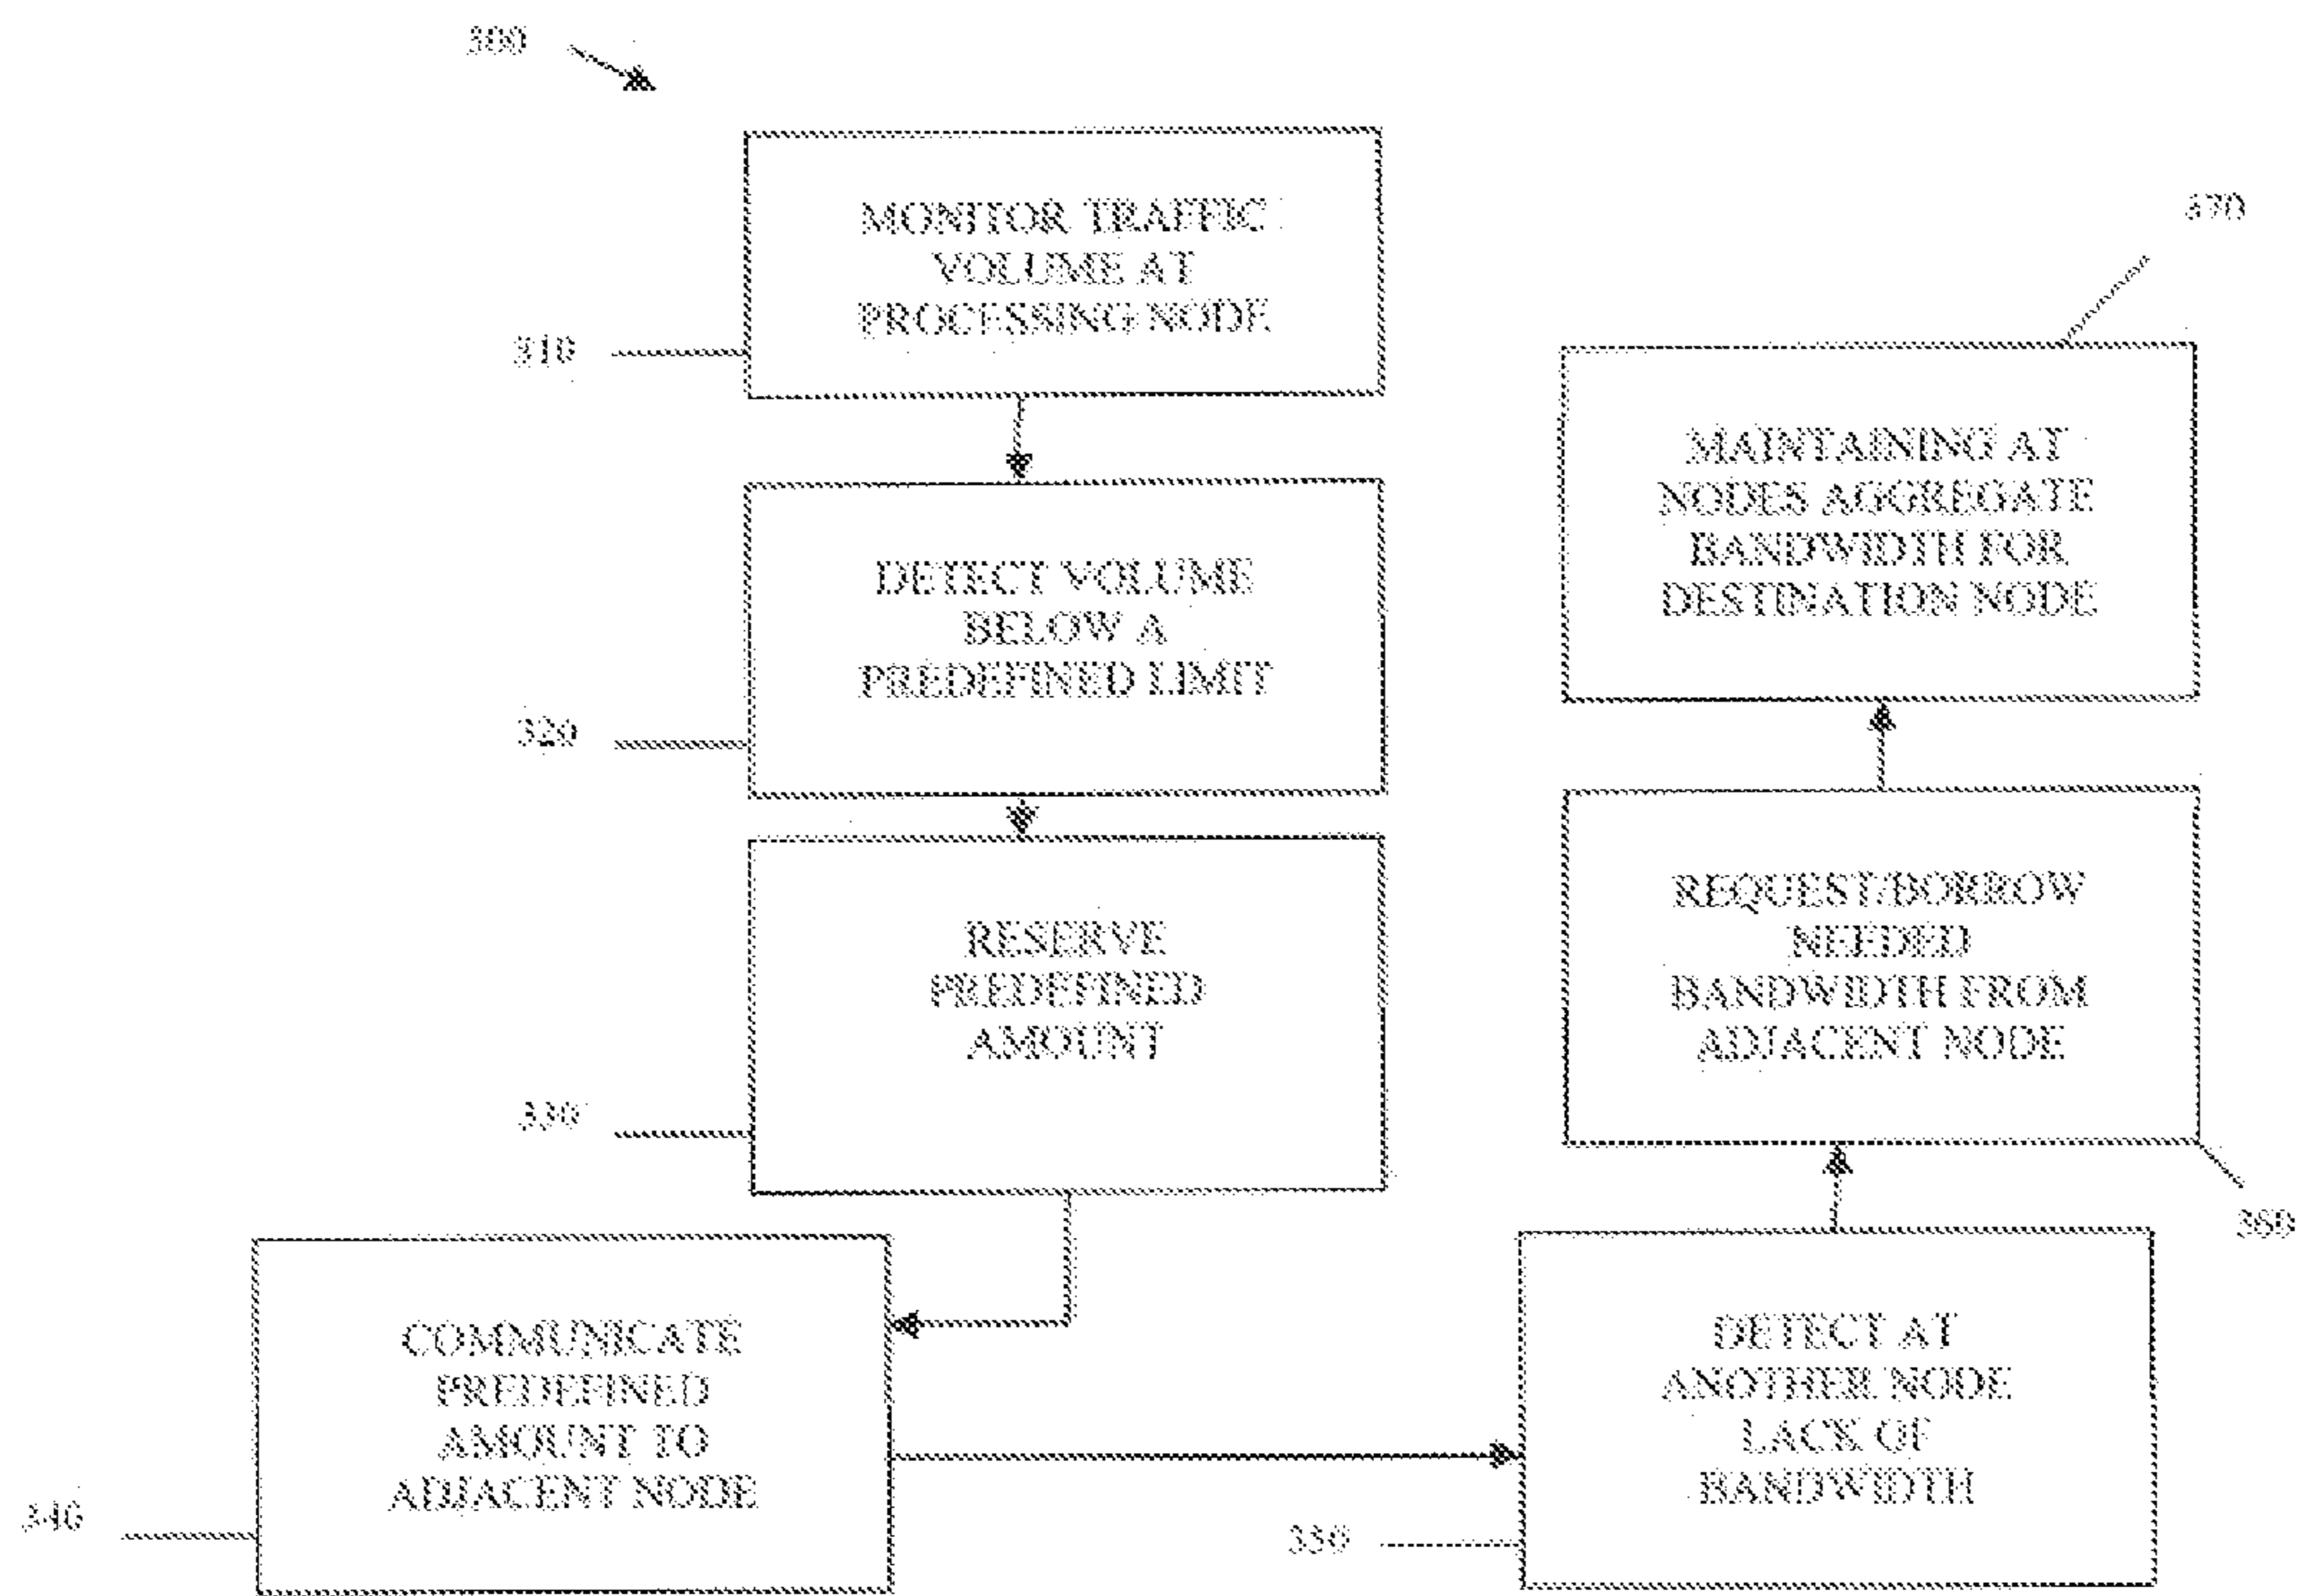 300
MONITOR TRAFFIC
VOLUME AT
PROCESSING NODE
310
DETECT VOLUME
BELOW A
PREDEFINED LIMIT
320
RESERVE
PREDEFINED
AMOUNT
330
COMMUNICATE
PREDEFINED
AMOUNT TO
ADJACENT NODE
340
DETECT AT
ANOTHER NODE
LACK OF
BANDWIDTH
350
REQUEST/BORROW
NEEDED
BANDWIDTH FROM
ADJACENT NODE
360
MAINTAINING AT
NODES AGGREGATE
BANDWIDTH FOR
DESTINATION NODE
370